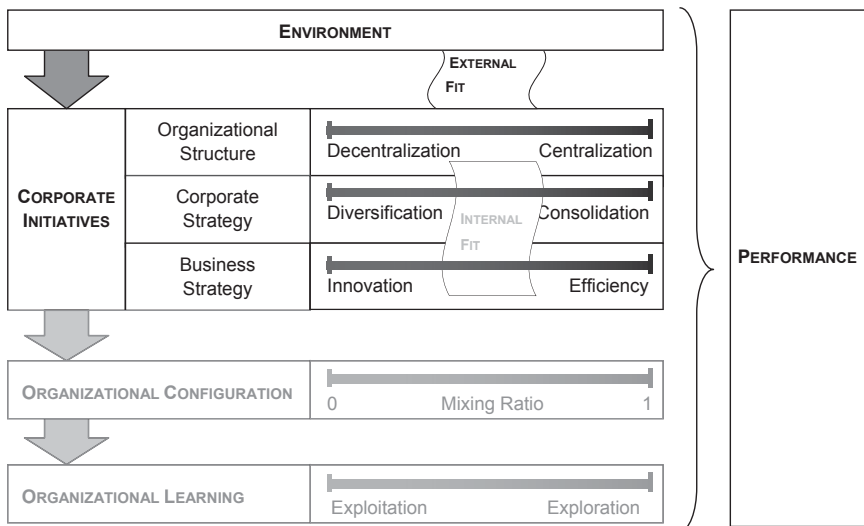 ENVIRONMENT
EXTERNAL
FIT
CORPORATE
INITIATIVES
Organizational
Structure
Decentralization
Centralization
Corporate
Strategy
Diversification
Consolidation
INTERNAL
FIT
Business
Strategy
Innovation
Efficiency
PERFORMANCE
ORGANIZATIONAL CONFIGURATION
0
Mixing Ratio
1
ORGANIZATIONAL LEARNING
Exploitation
Exploration